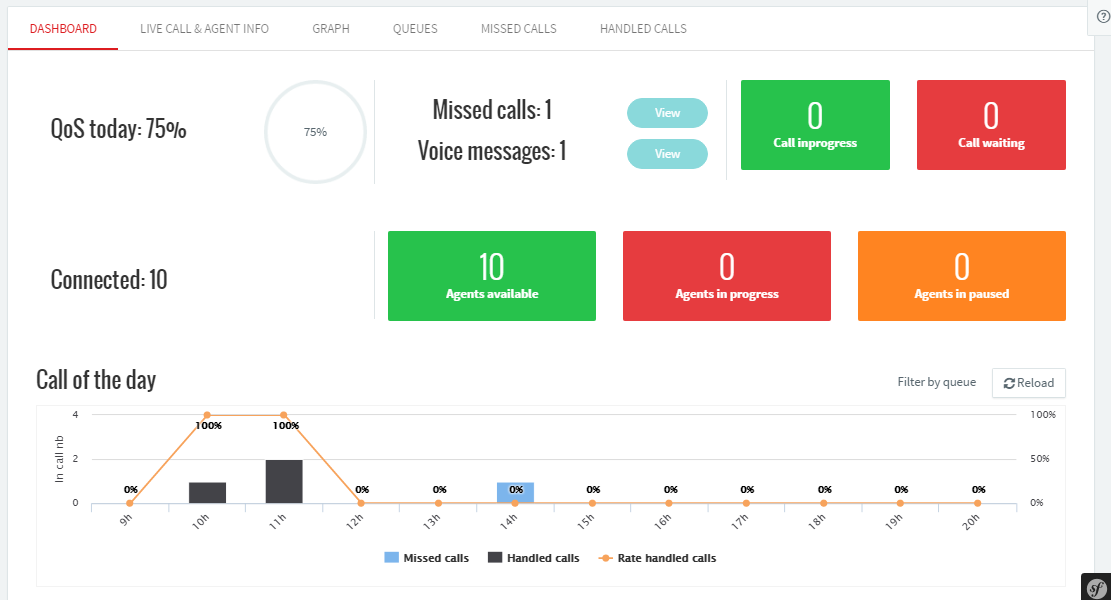 DASHBOARD LIVE CALL & AGENT INFO GRAPH QUEUES MISSED CALLS HANDLED CALLS
?
QoS today: 75%
75%
Missed calls: 1
View
Voice messages: 1
View
0
Call inprogress
0
Call waiting
Connected: 10
10
Agents available
0
Agents in progress
0
Agents in paused
Call of the day
Filter by queue
Reload
In call nb
4
2
0
100%
50%
0%
0%
100%
100%
0%
0%
0%
0%
0%
0%
0%
0%
0%
9h
10h
11h
12h
13h
14h
15h
16h
17h
18h
19h
20h
Missed calls Handled calls Rate handled calls
sf